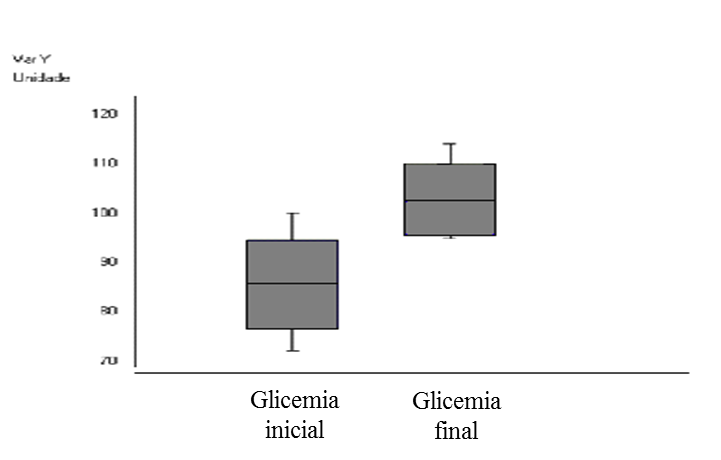 Var Y
Unidade
120
110
100
90
80
70
Glicemia
inicial
Glicemia
final